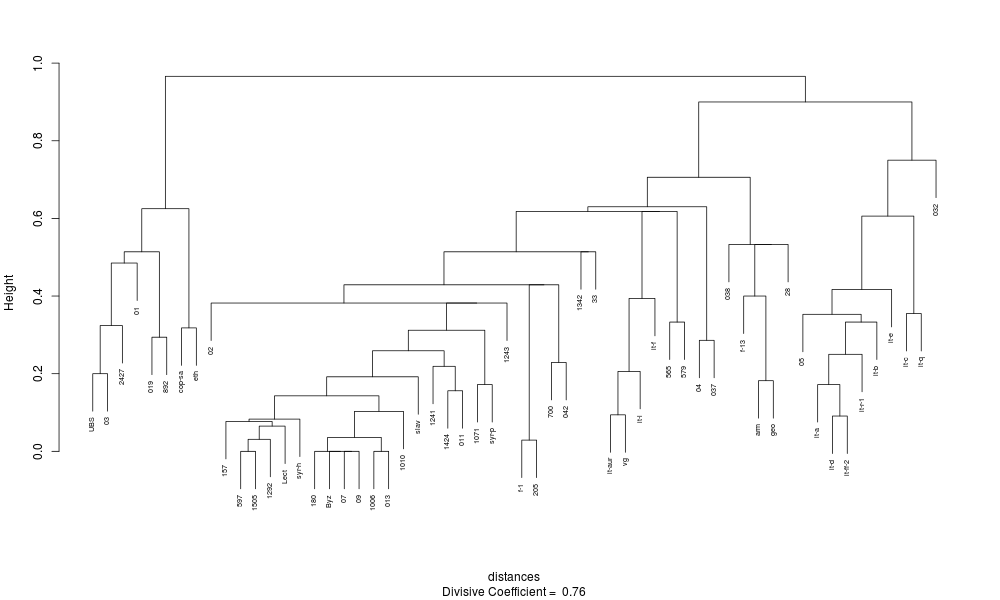 1.0
0.8
0.6
0.4
0.2
0.0
Height
UBS
03
2427
01
019
892
cop-sa
eth
02
157
597
1505
1292
Lect
syr-h
180
Byz
07
09
1006
013
1010
slav
1241
1424
011
1071
syr-p
1243
f-1
205
700
042
1342
33
it-aur
vg
it-l
it-f
565
579
04
037
038
f-13
arm
geo
28
05
it-a
it-d
it-ff-2
it-r-1
it-b
it-e
it-c
it-q
032
distances
Divisive Coefficient = 0.76